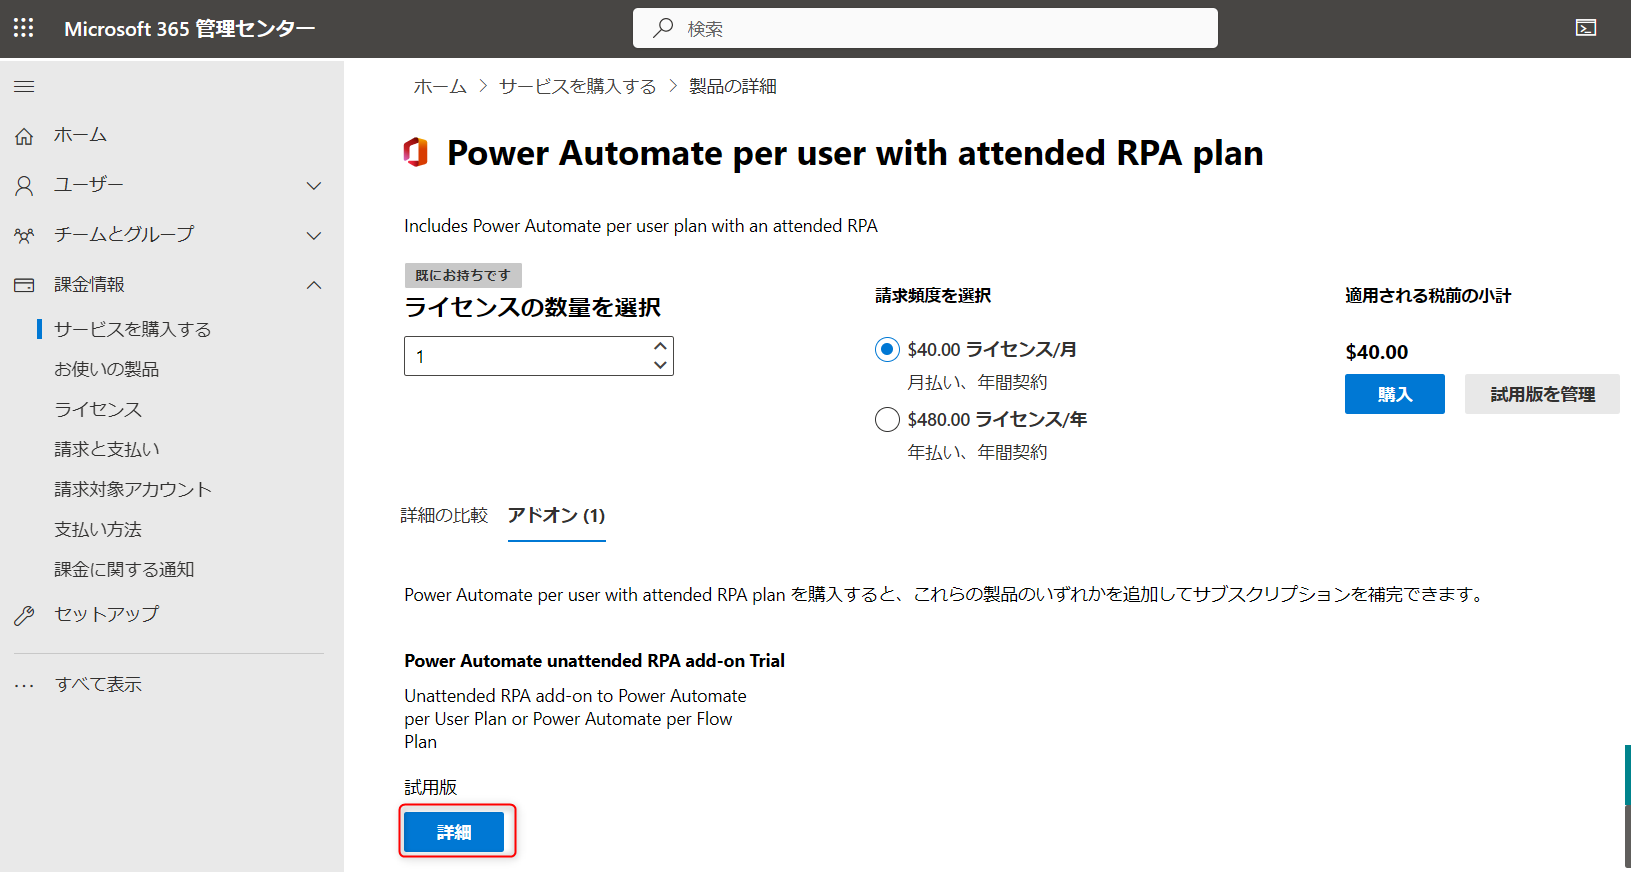 Microsoft 365 管理センター
検索
ホーム
ユーザー
チームとグループ
課金情報
サービスを購入する
お使いの製品
ライセンス
請求と支払い
請求対象アカウント
支払い方法
課金に関する通知
セットアップ
すべて表示
ホーム > サービスを購入する > 製品の詳細
Power Automate per user with attended RPA plan
Includes Power Automate per user plan with an attended RPA
既にお持ちです
ライセンスの数量を選択
1
請求頻度を選択
$40.00 ライセンス/月
月払い、年間契約
$480.00 ライセンス/年
年払い、年間契約
適用される税前の小計
$40.00
購入 試用版を管理
詳細の比較 アドオン (1)
Power Automate per user with attended RPA plan を購入すると、これらの製品のいずれかを追加してサブスクリプションを補完できます。
Power Automate unattended RPA add-on Trial
Unattended RPA add-on to Power Automate
per User Plan or Power Automate per Flow
Plan
試用版
詳細